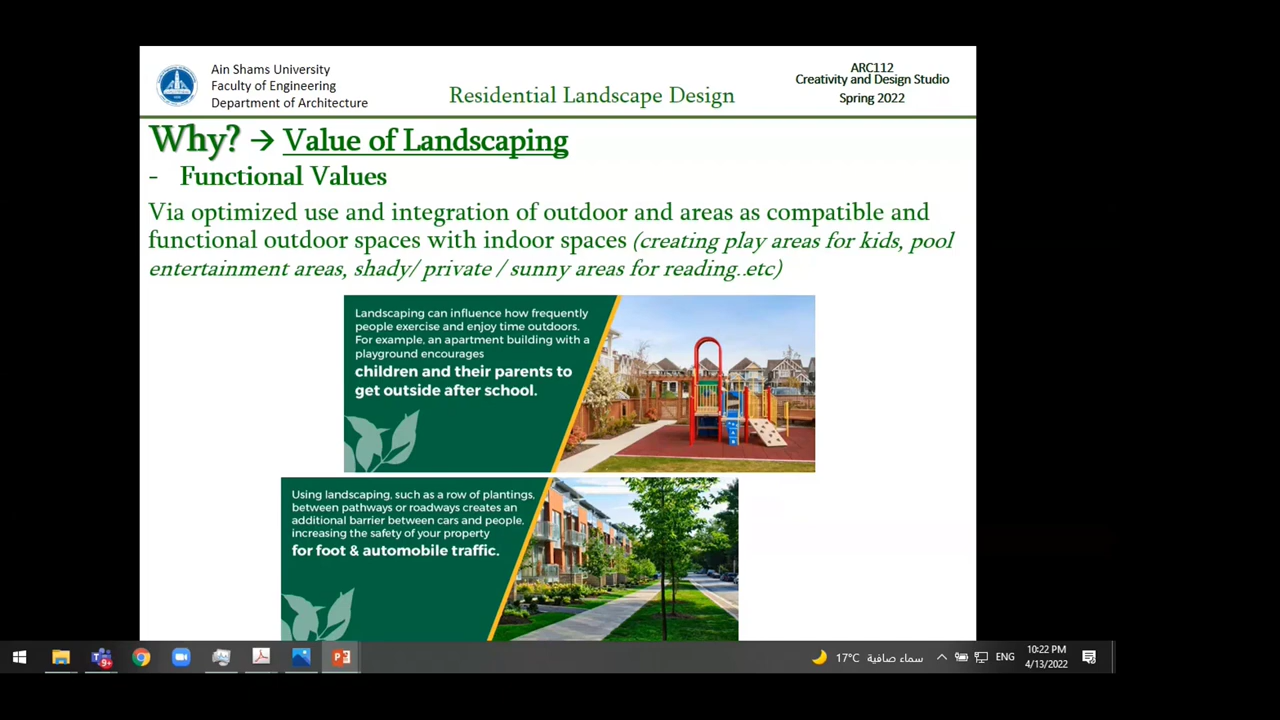 Ain Shams University
Faculty of Engineering
Department of Architecture
Residential Landscape Design
ARC112
Creativity and Design Studio
Spring 2022
Why? → Value of Landscaping
- Functional Values
Via optimized use and integration of outdoor and areas as compatible and
functional outdoor spaces with indoor spaces (creating play areas for kids, pool
entertainment areas, shady/ private / sunny areas for reading..etc)
Landscaping can influence how frequently
people exercise and enjoy time outdoors.
For example, an apartment building with a
playground encourages
children and their parents to
get outside after school.
Using landscaping, such as a row of plantings,
between pathways or roadways creates an
additional barrier between cars and people,
increasing the safety of your property
for foot & automobile traffic.
9+
17°C سماء صافية
ENG
10:22 PM
4/13/2022